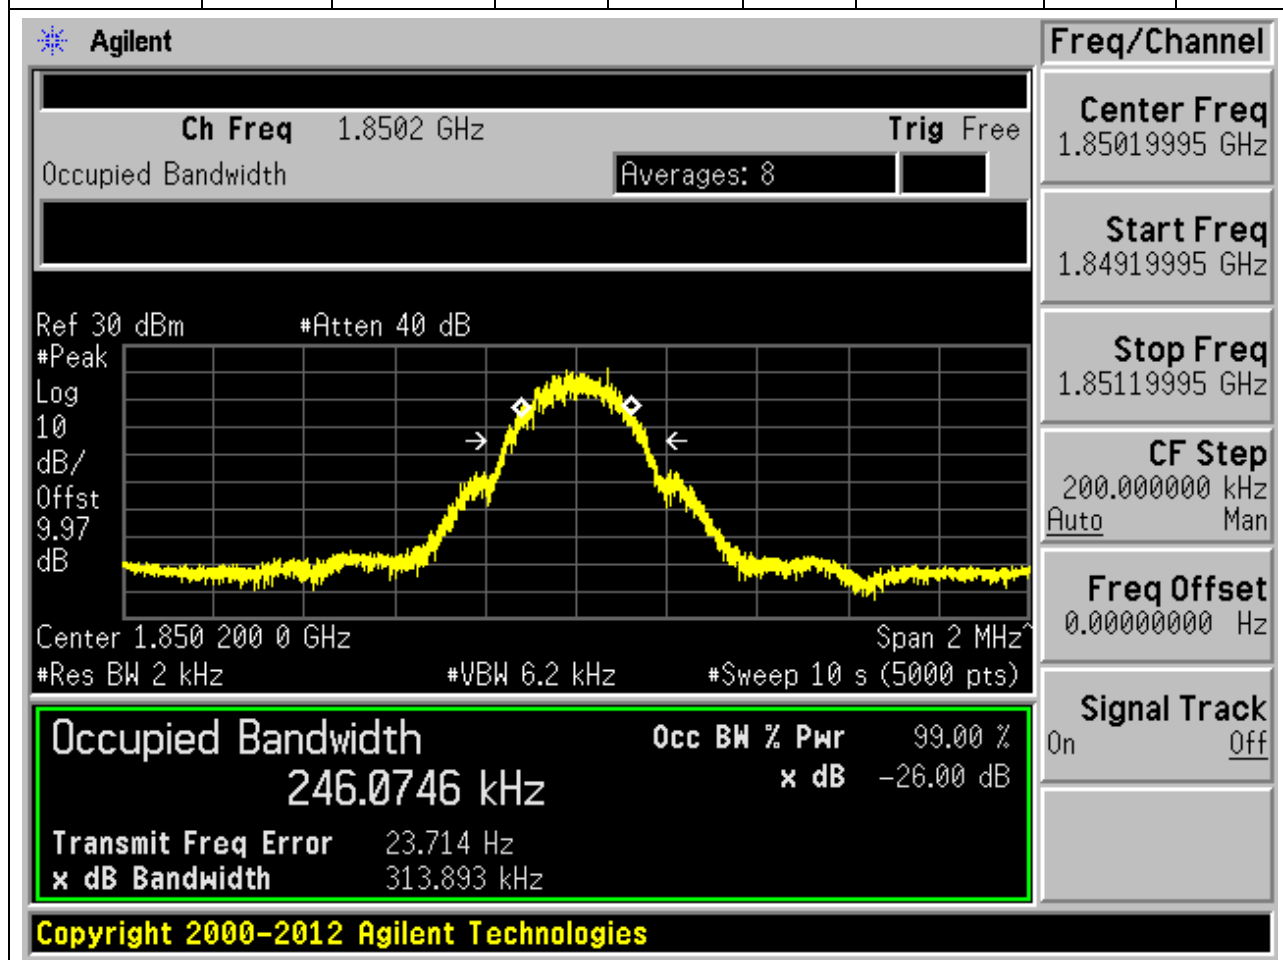 Agilent
Freq/Channel
Ch Freq 1.8502 GHz Trig Free
Occupied Bandwidth Averages: 8
Center Freq
1.85019995 GHz
Start Freq
1.84919995 GHz
Stop Freq
1.85119995 GHz
CF Step
200.000000 kHz
Auto Man
Freq Offset
0.00000000 Hz
Signal Track
On Off
Ref 30 dBm #Atten 40 dB
#Peak
Log
10
dB/
Offst
9.97
dB
Center 1.850 200 0 GHz Span 2 MHz^
#Res BW 2 kHz #VBW 6.2 kHz #Sweep 10 s (5000 pts)
Occupied Bandwidth Occ BW % Pwr 99.00 %
246.0746 kHz x dB -26.00 dB
Transmit Freq Error 23.714 Hz
x dB Bandwidth 313.893 kHz
Copyright 2000-2012 Agilent Technologies